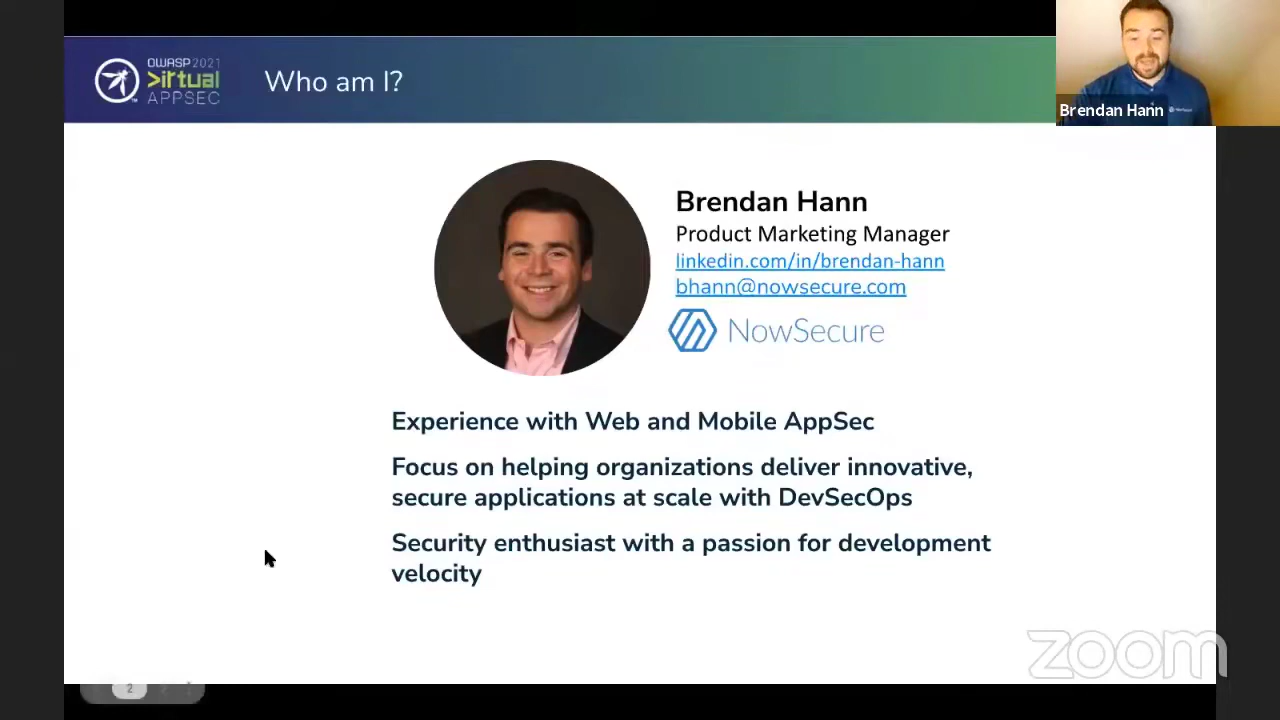 OWASP 2021
>irtual
APPSEC
Who am I?
Brendan Hann
Brendan Hann
Product Marketing Manager
linkedin.com/in/brendan-hann
bhann@nowsecure.com
NowSecure
Experience with Web and Mobile AppSec
Focus on helping organizations deliver innovative,
secure applications at scale with DevSecOps
Security enthusiast with a passion for development
velocity
zoom
2